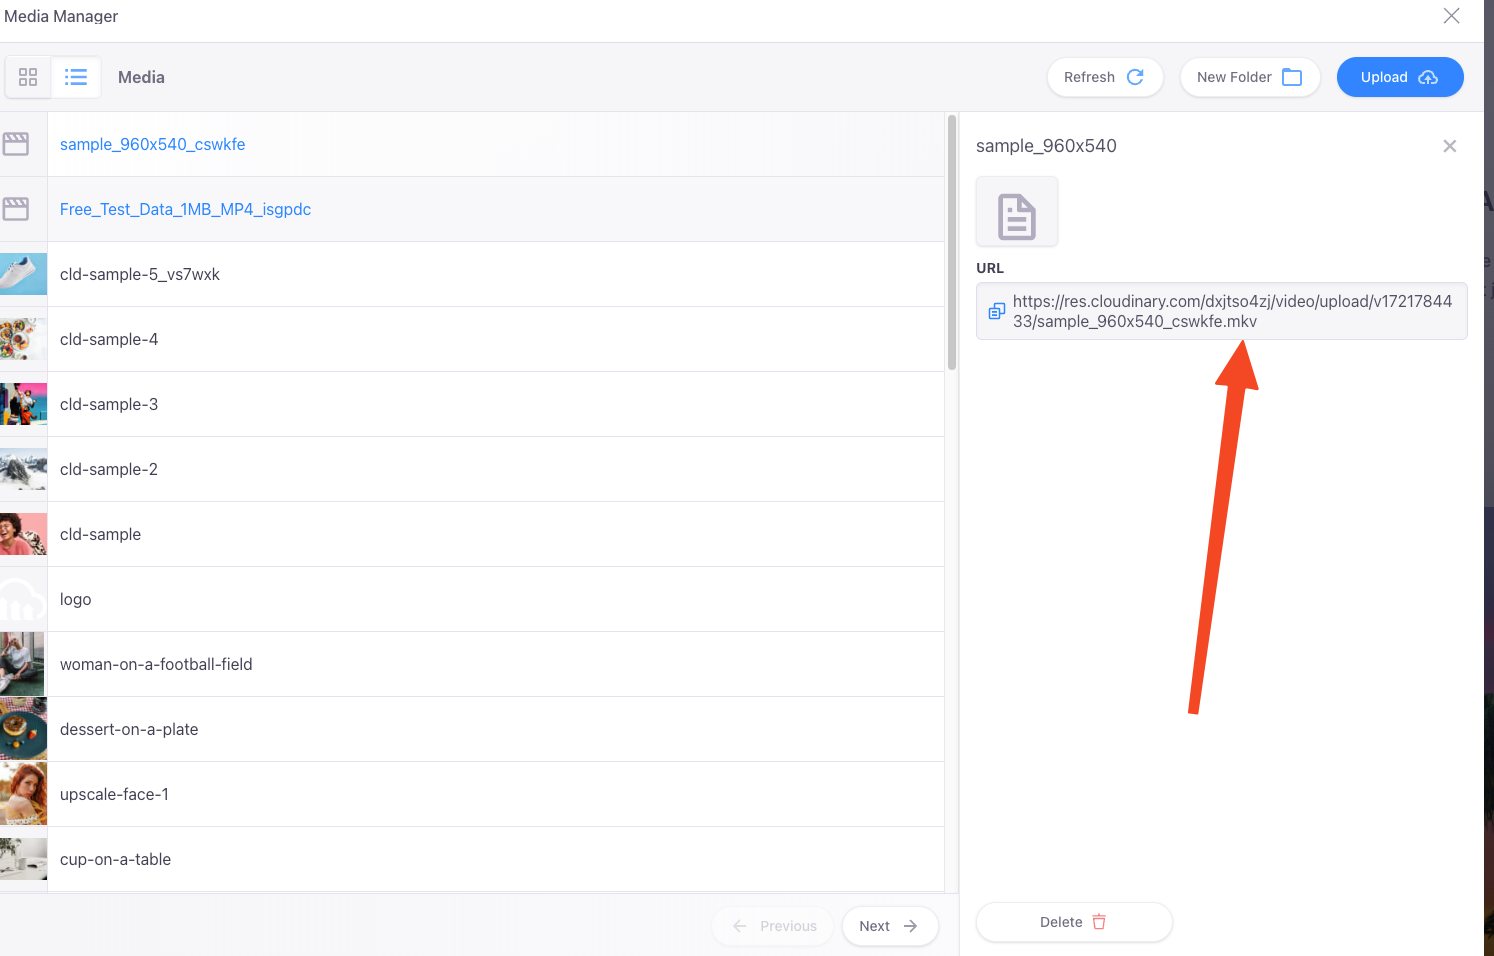 Media Manager
Media
Refresh
New Folder
Upload
sample_960x540_cswkfe
Free_Test_Data_1MB_MP4_isgpdc
cld-sample-5_vs7wxk
cld-sample-4
cld-sample-3
cld-sample-2
cld-sample
logo
woman-on-a-football-field
dessert-on-a-plate
upscale-face-1
cup-on-a-table
Previous
Next
sample_960x540
URL
https://res.cloudinary.com/dxjtso4zj/video/upload/v17217844
33/sample_960x540_cswkfe.mkv
Delete